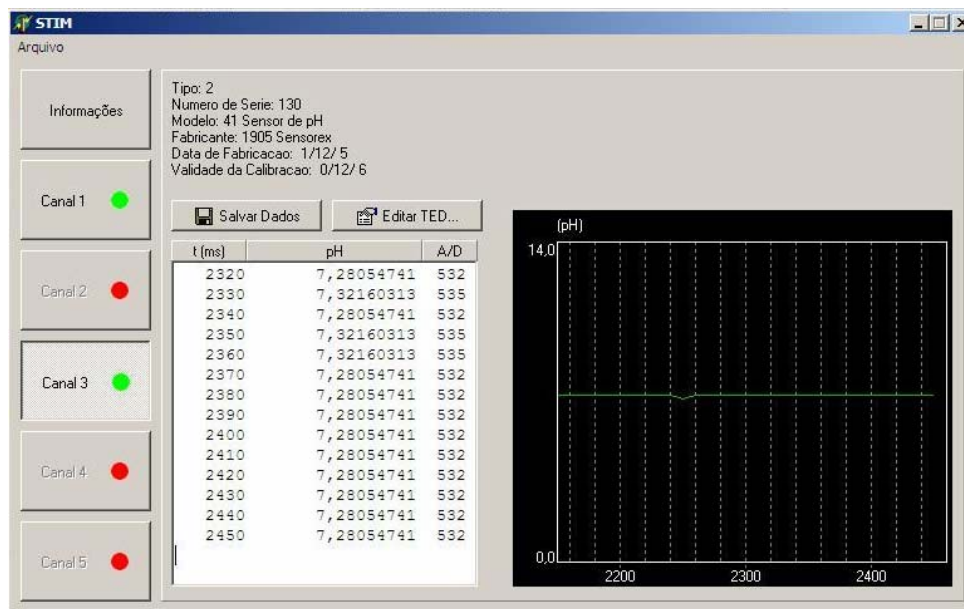 STIM
Arquivo
Informações
Canal 1
Canal 2
Canal 3
Canal 4
Canal 5
Tipo: 2
Numero de Serie: 130
Modelo: 41 Sensor de pH
Fabricante: 1905 Sensorex
Data de Fabricacao: 1/12/ 5
Validade da Calibracao: 0/12/ 6
Salvar Dados Editar TED...
t (ms) pH A/D
2320 7,28054741 532
2330 7,32160313 535
2340 7,28054741 532
2350 7,32160313 535
2360 7,32160313 535
2370 7,28054741 532
2380 7,28054741 532
2390 7,28054741 532
2400 7,28054741 532
2410 7,28054741 532
2420 7,28054741 532
2430 7,28054741 532
2440 7,28054741 532
2450 7,28054741 532
(pH)
14,0
0,0
2200 2300 2400